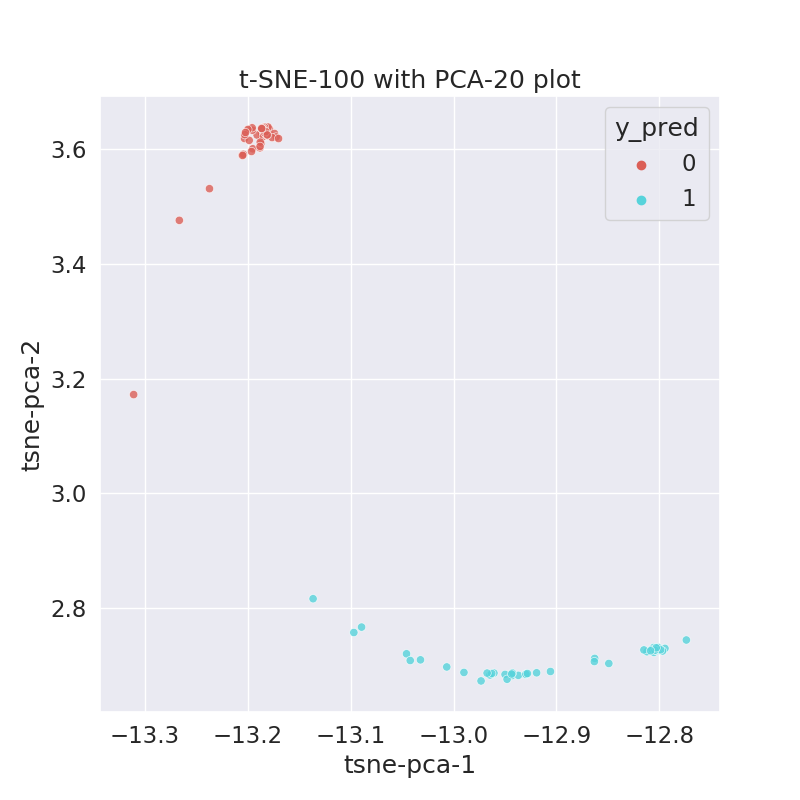 t-SNE-100 with PCA-20 plot
y_pred
0
1
3.6
3.4
3.2
3.0
2.8
tsne-pca-2
−13.3 −13.2 −13.1 −13.0 −12.9 −12.8
tsne-pca-1